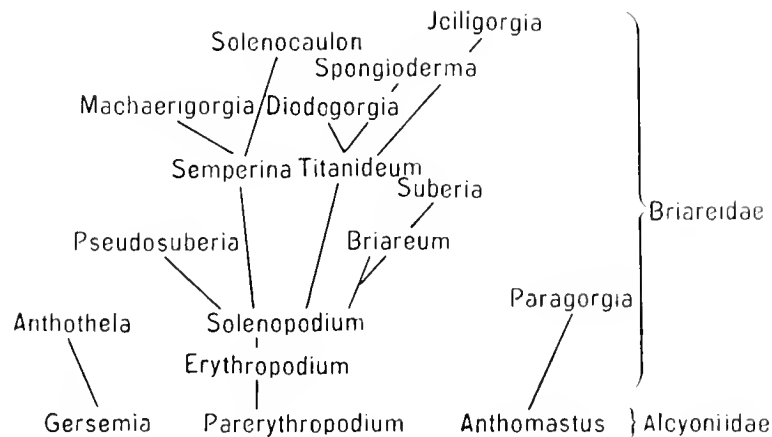 Jciligorgia
Solenocaulon
Spongioderma
Machaerigorgia Diodogorgia
Semperina Titanideum
Suberia
Briareidae
Pseudosuberia Briareum
Paragorgia
Anthothela Solenopodium
Erythropodium
Gersemia Parerythropodium Anthomastus } Alcyoniidae